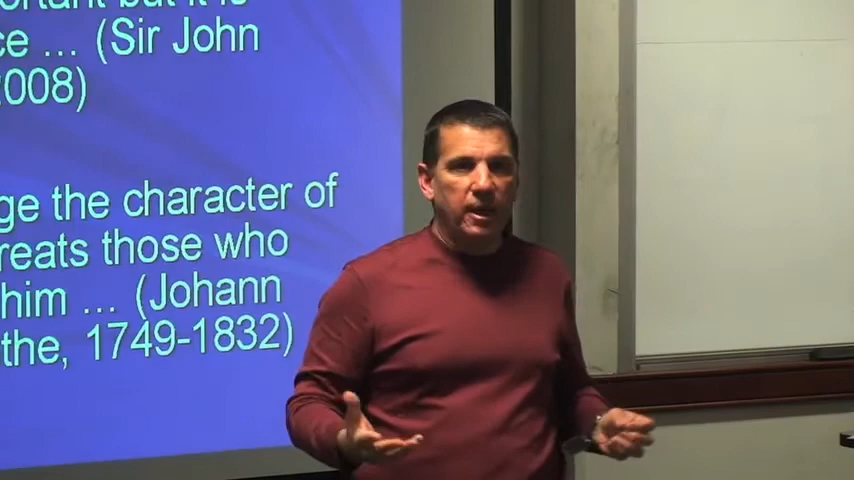 ortant but it is
ce ... (Sir John
2008)
ge the character of
reats those who
him ... (Johann
the, 1749-1832)